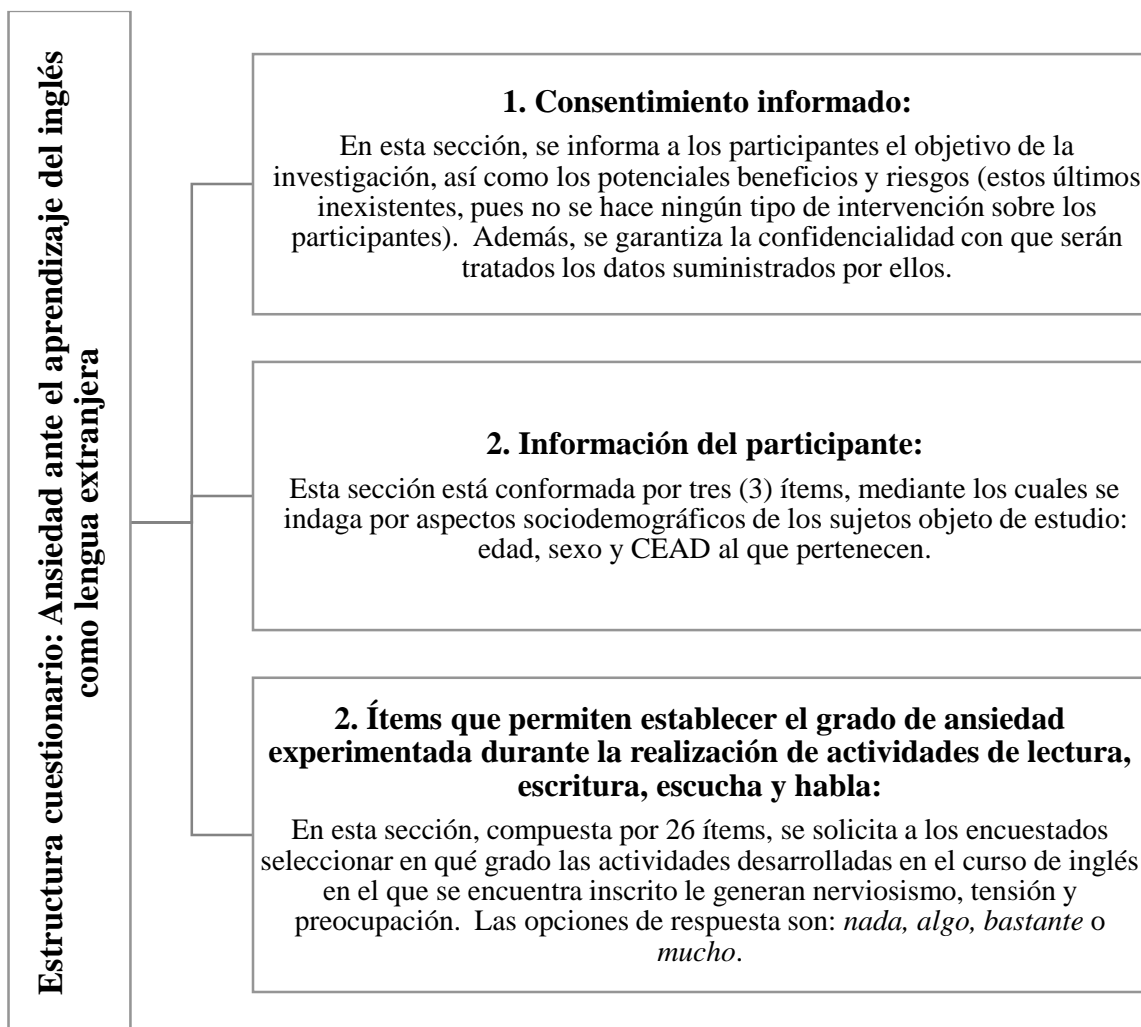 Estructura cuestionario: Ansiedad ante el aprendizaje del inglés
como lengua extranjera
1. Consentimiento informado:
En esta sección, se informa a los participantes el objetivo de la
investigación, así como los potenciales beneficios y riesgos (estos últimos
inexistentes, pues no se hace ningún tipo de intervención sobre los
participantes). Además, se garantiza la confidencialidad con que serán
tratados los datos suministrados por ellos.
2. Información del participante:
Esta sección está conformada por tres (3) ítems, mediante los cuales se
indaga por aspectos sociodemográficos de los sujetos objeto de estudio:
edad, sexo y CEAD al que pertenecen.
2. Ítems que permiten establecer el grado de ansiedad
experimentada durante la realización de actividades de lectura,
escritura, escucha y habla:
En esta sección, compuesta por 26 ítems, se solicita a los encuestados
seleccionar en qué grado las actividades desarrolladas en el curso de inglés
en el que se encuentra inscrito le generan nerviosismo, tensión y
preocupación. Las opciones de respuesta son: nada, algo, bastante o
mucho.